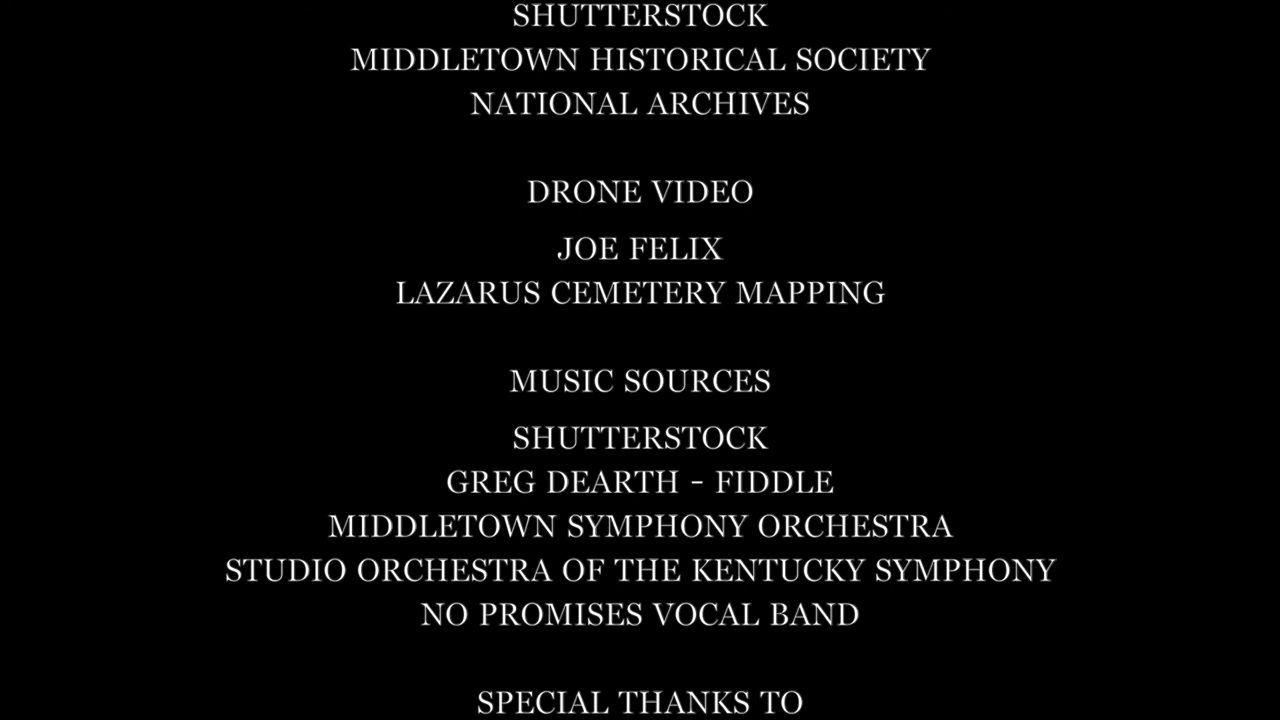 SHUTTERSTOCK
MIDDLETOWN HISTORICAL SOCIETY
NATIONAL ARCHIVES
DRONE VIDEO
JOE FELIX
LAZARUS CEMETERY MAPPING
MUSIC SOURCES
SHUTTERSTOCK
GREG DEARTH - FIDDLE
MIDDLETOWN SYMPHONY ORCHESTRA
STUDIO ORCHESTRA OF THE KENTUCKY SYMPHONY
NO PROMISES VOCAL BAND
SPECIAL THANKS TO